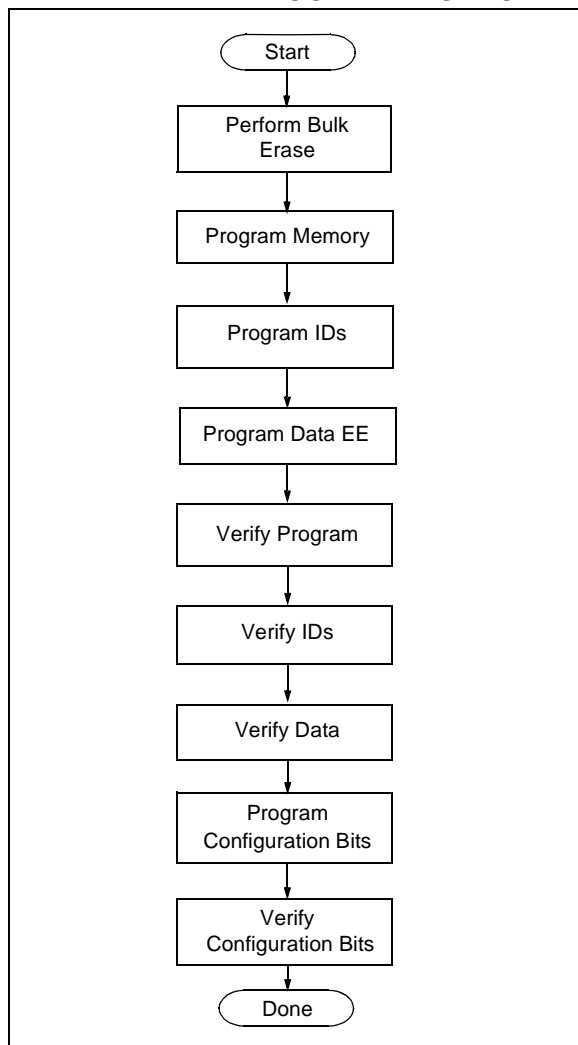 Start
Perform Bulk
Erase
Program Memory
Program IDs
Program Data EE
Verify Program
Verify IDs
Verify Data
Program
Configuration Bits
Verify
Configuration Bits
Done